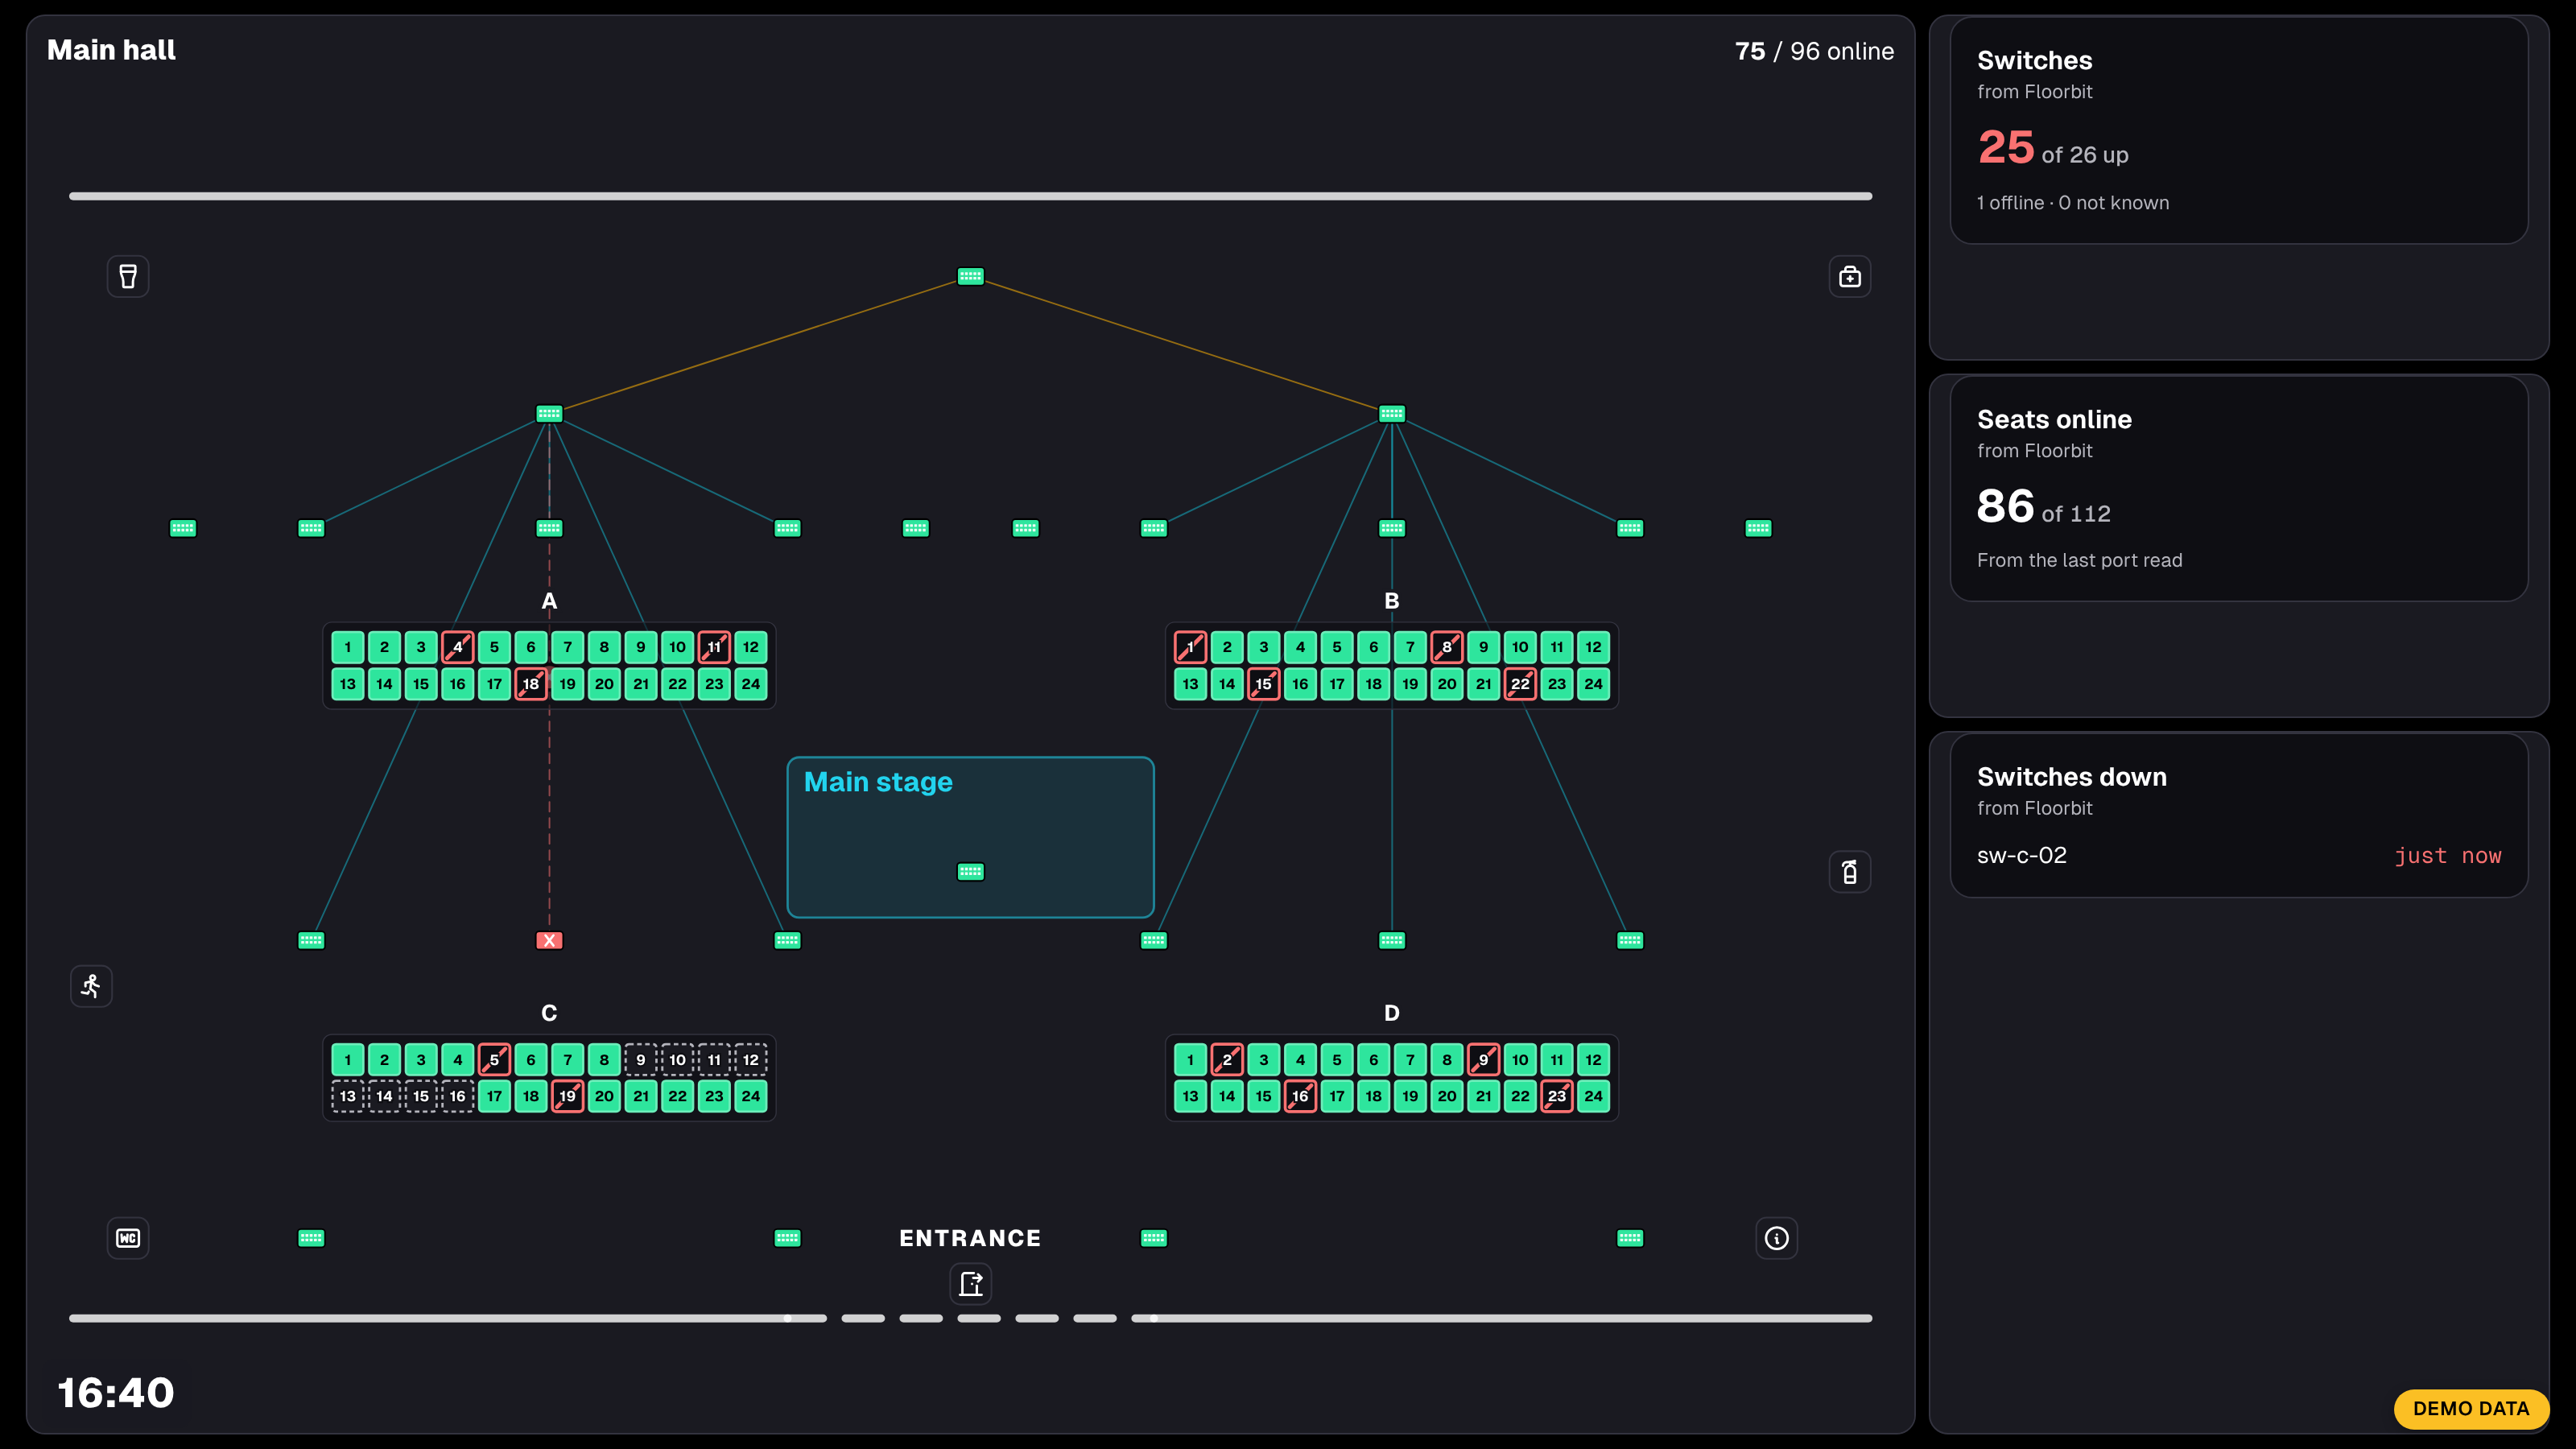 Main hall
75 / 96 online
A
1 2 3 4 5 6 7 8 9 10 11 12
13 14 15 16 17 18 19 20 21 22 23 24
B
1 2 3 4 5 6 7 8 9 10 11 12
13 14 15 16 17 18 19 20 21 22 23 24
Main stage
X
C
1 2 3 4 5 6 7 8 9 10 11 12
13 14 15 16 17 18 19 20 21 22 23 24
D
1 2 3 4 5 6 7 8 9 10 11 12
13 14 15 16 17 18 19 20 21 22 23 24
WC
ENTRANCE
16:40
Switches
from Floorbit
25 of 26 up
1 offline · 0 not known
Seats online
from Floorbit
86 of 112
From the last port read
Switches down
from Floorbit
sw-c-02 just now
DEMO DATA